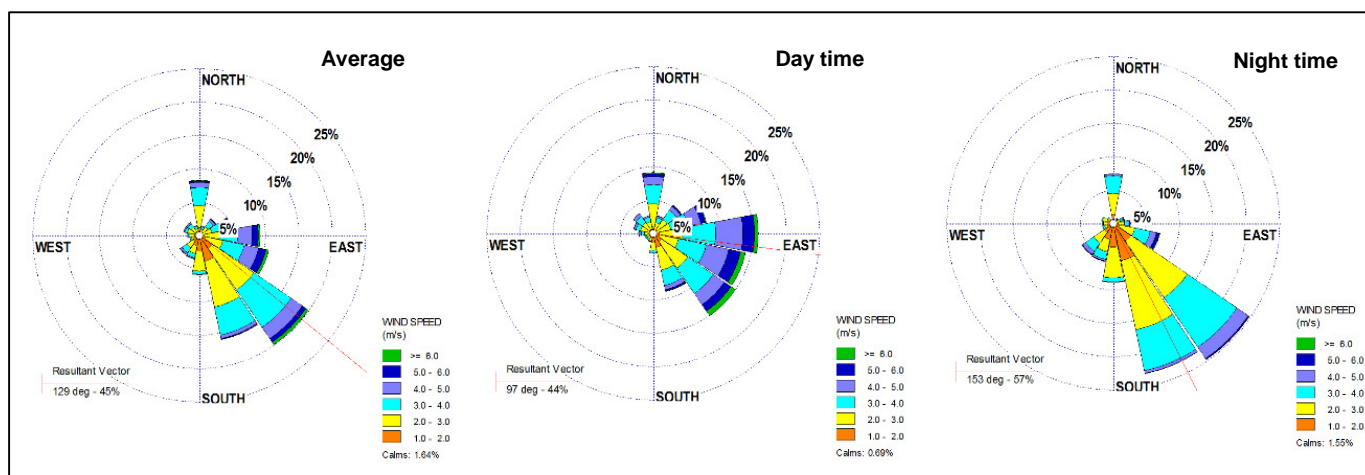 Average
NORTH
25%
20%
15%
10%
5%
WEST
EAST
SOUTH
WIND SPEED
(m/s)
>= 6.0
5.0 - 6.0
4.0 - 5.0
3.0 - 4.0
2.0 - 3.0
1.0 - 2.0
Calms: 1.64%
Resultant Vector
129 deg - 45%
Day time
NORTH
25%
20%
15%
10%
5%
WEST
EAST
SOUTH
WIND SPEED
(m/s)
>= 6.0
5.0 - 6.0
4.0 - 5.0
3.0 - 4.0
2.0 - 3.0
1.0 - 2.0
Calms: 0.69%
Resultant Vector
97 deg - 44%
Night time
NORTH
25%
20%
15%
10%
5%
WEST
EAST
SOUTH
WIND SPEED
(m/s)
>= 6.0
5.0 - 6.0
4.0 - 5.0
3.0 - 4.0
2.0 - 3.0
1.0 - 2.0
Calms: 1.55%
Resultant Vector
153 deg - 57%